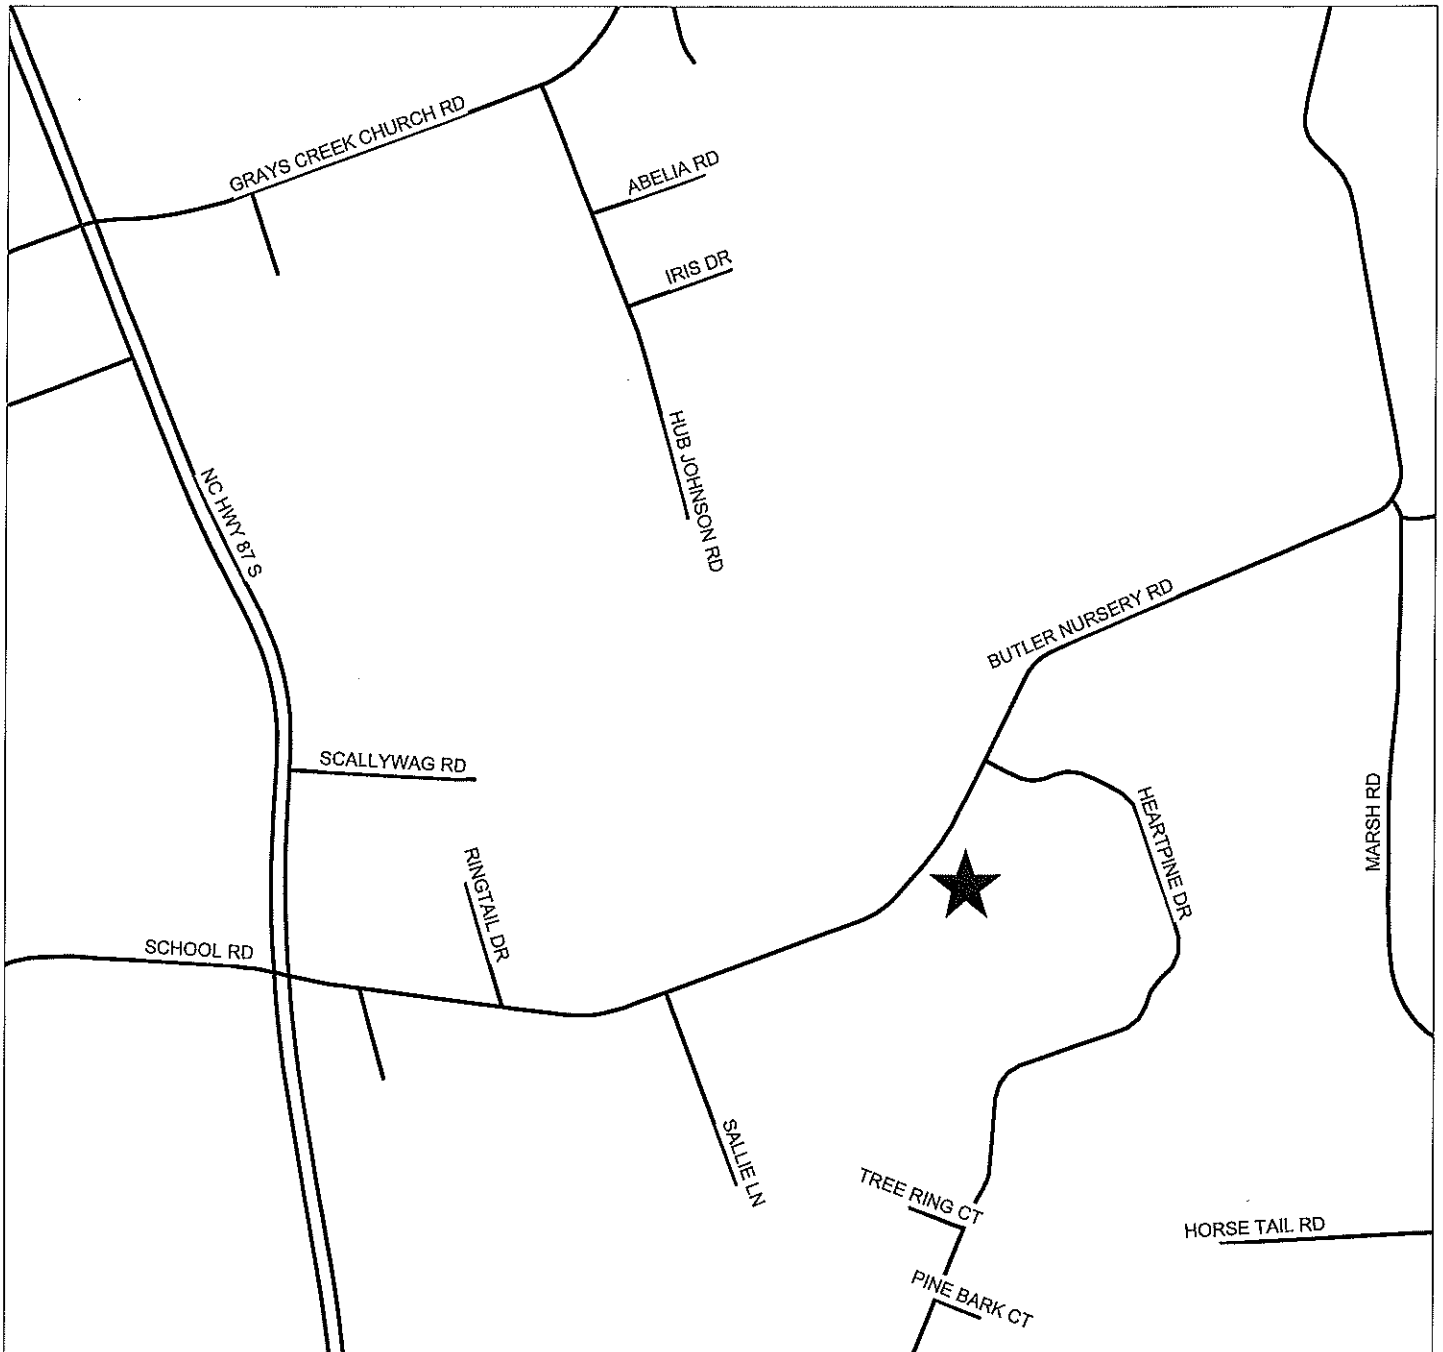 GRAYS CREEK CHURCH RD
ABELIA RD
IRIS DR
HUB JOHNSON RD
NC HWY 87 S
BUTLER NURSERY RD
SCALLYWAG RD
HEARTPINE DR
MARSH RD
RINGTAIL DR
SCHOOL RD
SALLIE LN
TREE RING CT
HORSE TAIL RD
PINE BARK CT